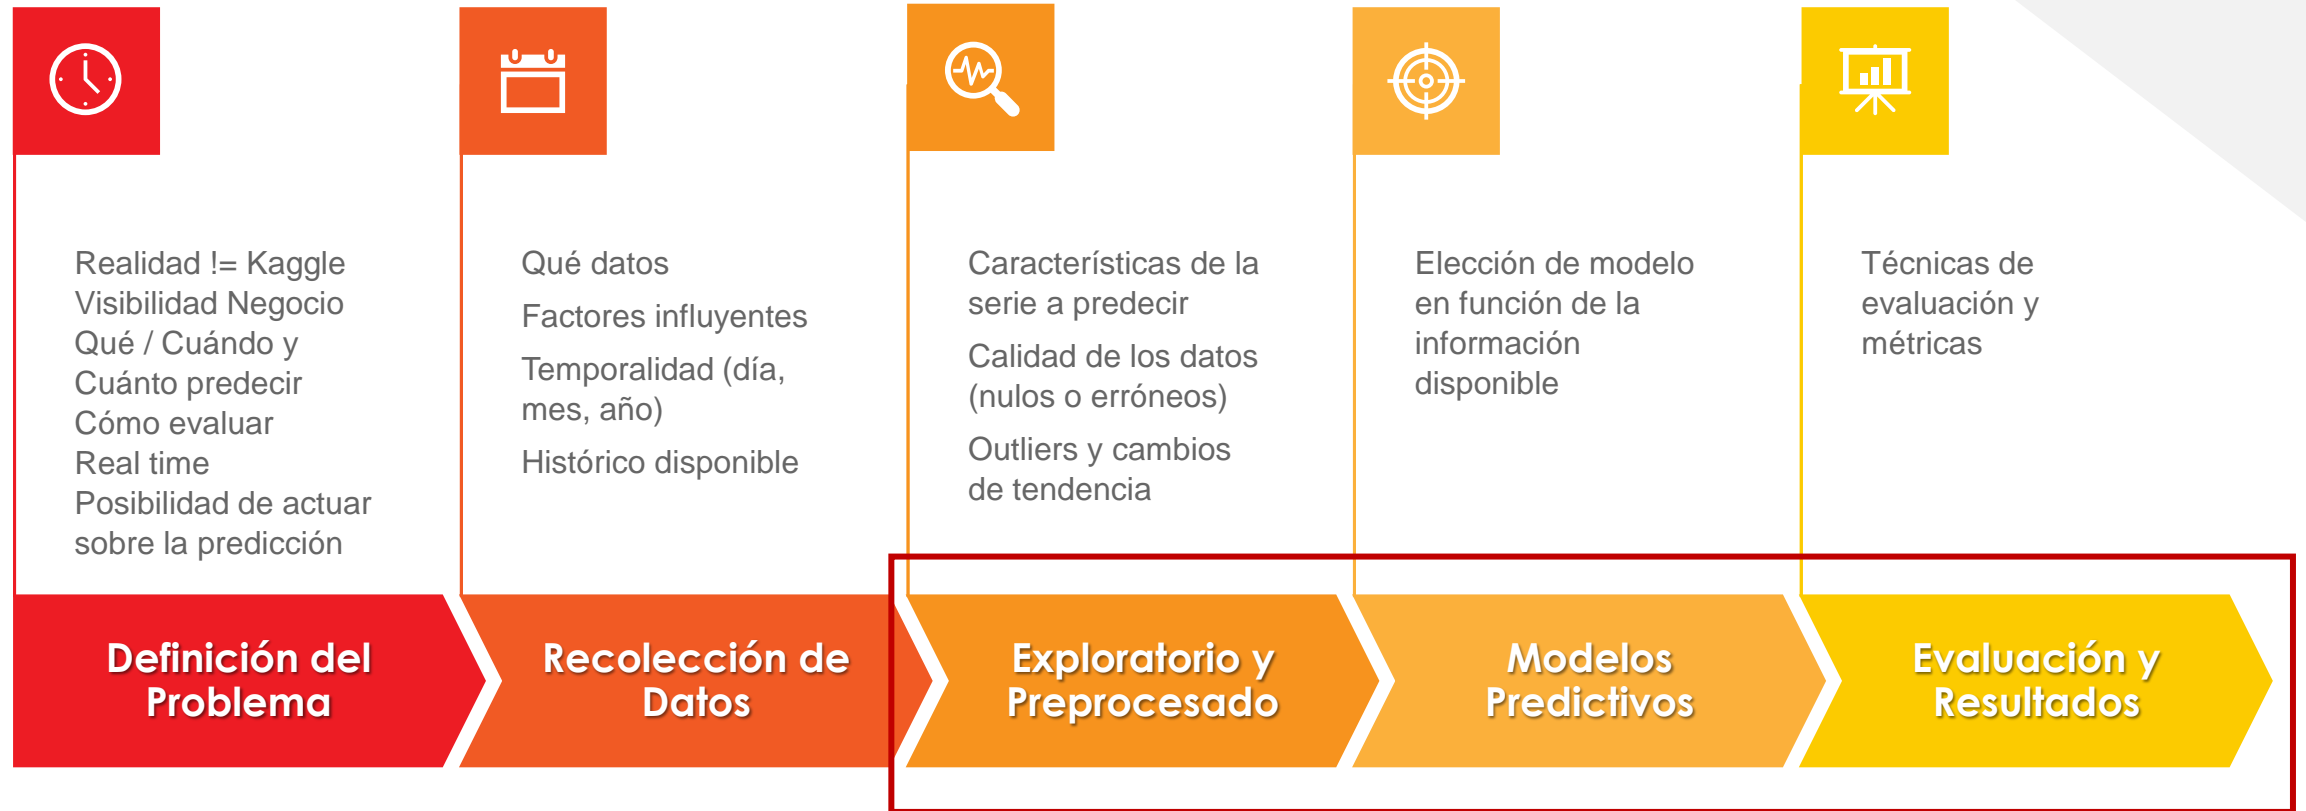 Realidad != Kaggle
Visibilidad Negocio
Qué / Cuándo y
Cuánto predecir
Cómo evaluar
Real time
Posibilidad de actuar
sobre la predicción
Definición del
Problema
Qué datos
Factores influyentes
Temporalidad (día,
mes, año)
Histórico disponible
Recolección de
Datos
Características de la
serie a predecir
Calidad de los datos
(nulos o erróneos)
Outliers y cambios
de tendencia
Exploratorio y
Preprocesado
Elección de modelo
en función de la
información
disponible
Modelos
Predictivos
Técnicas de
evaluación y
métricas
Evaluación y
Resultados